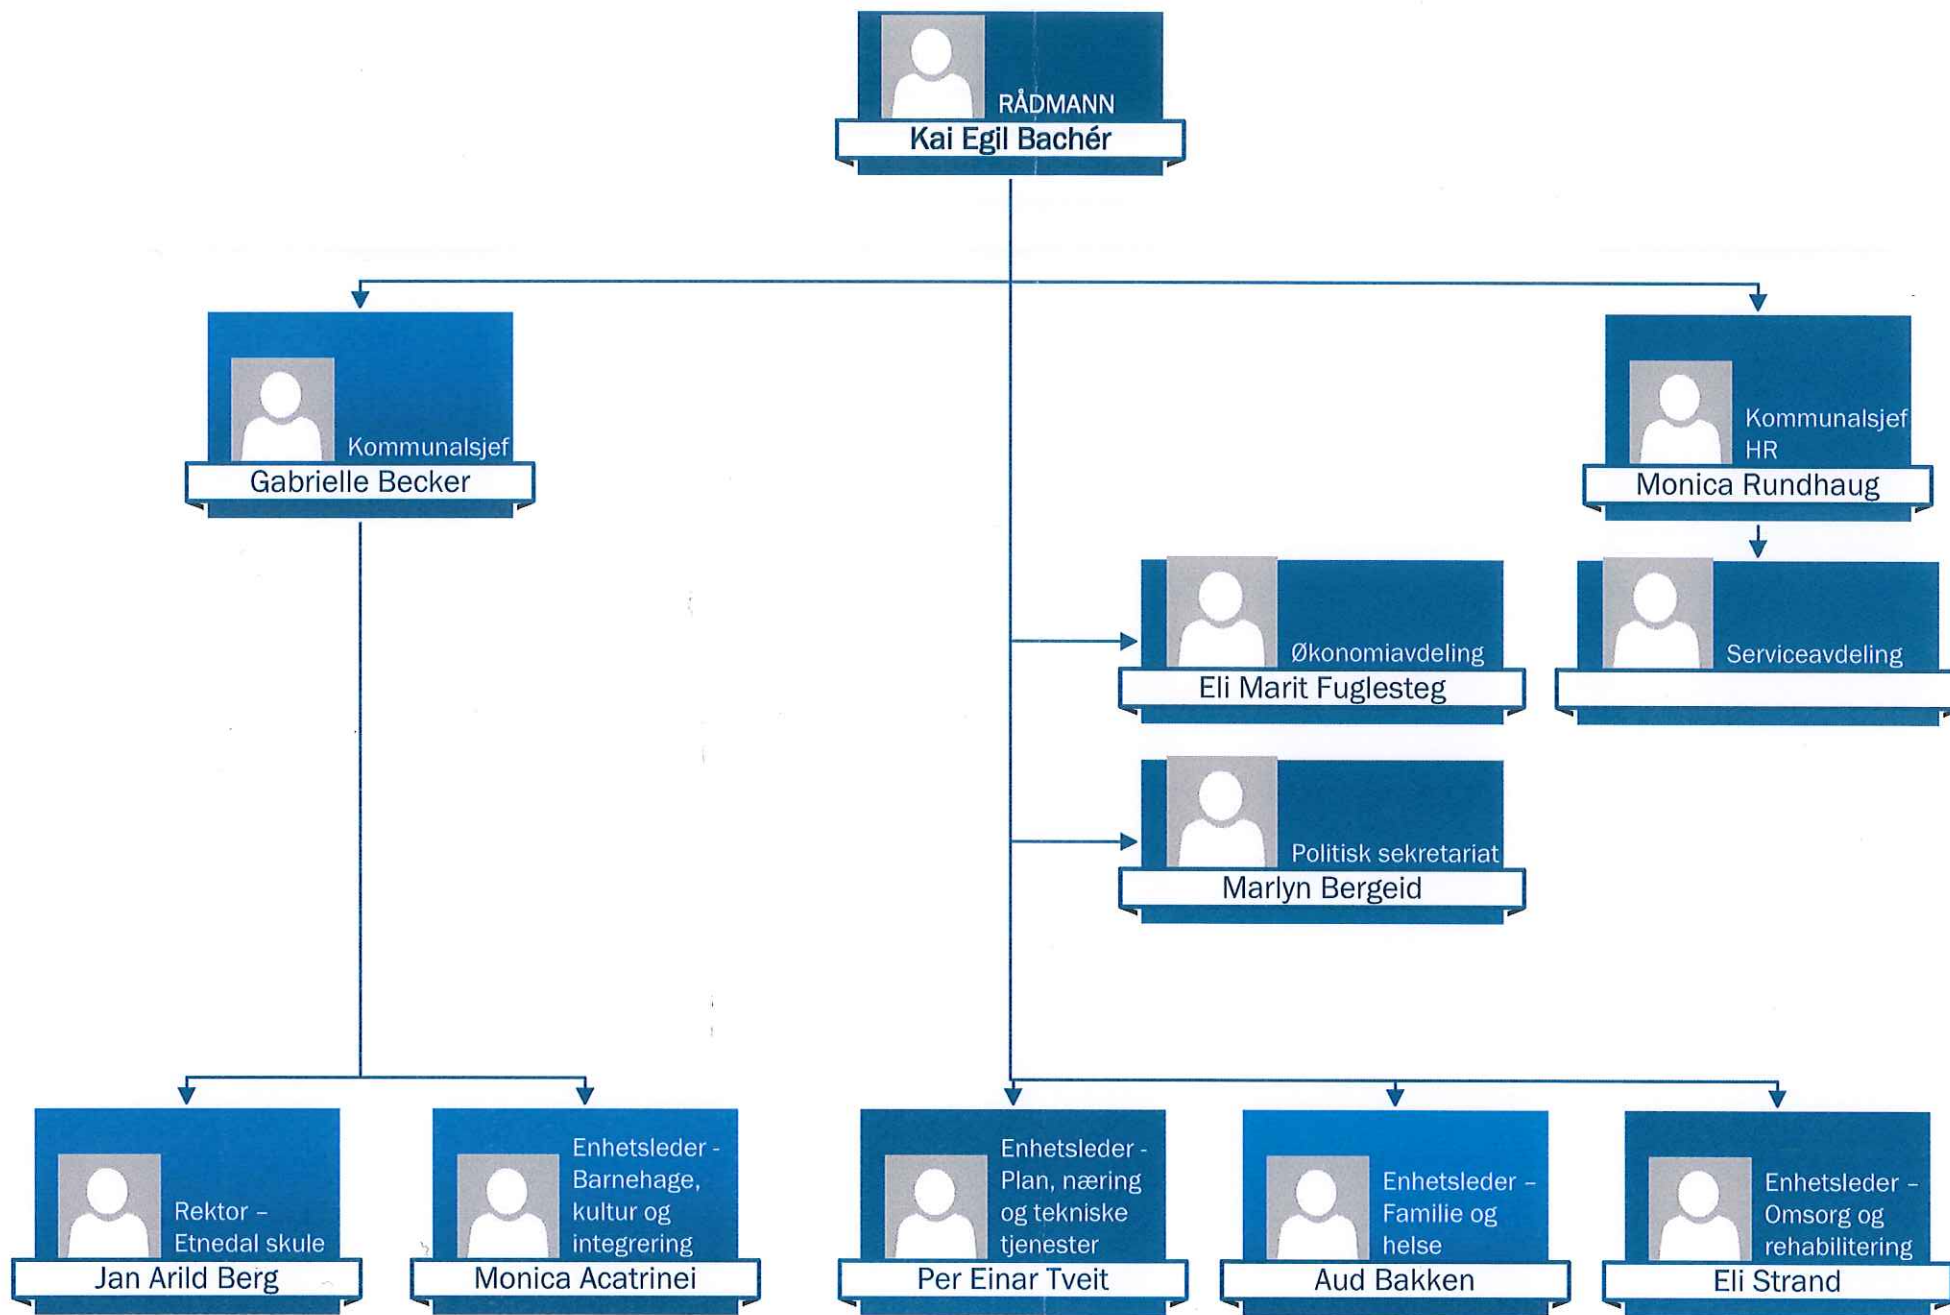 RÅDMANN
Kai Egil Bachér
Kommunalsjef
Gabrielle Becker
Kommunalsjef
HR
Monica Rundhaug
Økonomiavdeling
Eli Marit Fuglesteg
Serviceavdeling
Politisk sekretariat
Marlyn Bergeid
Rektor –
Etnedal skule
Jan Arild Berg
Enhetsleder -
Barnehage,
kultur og
integrering
Monica Acatrinei
Enhetsleder -
Plan, næring
og tekniske
tjenester
Per Einar Tveit
Enhetsleder –
Familie og
helse
Aud Bakken
Enhetsleder –
Omsorg og
rehabilitering
Eli Strand